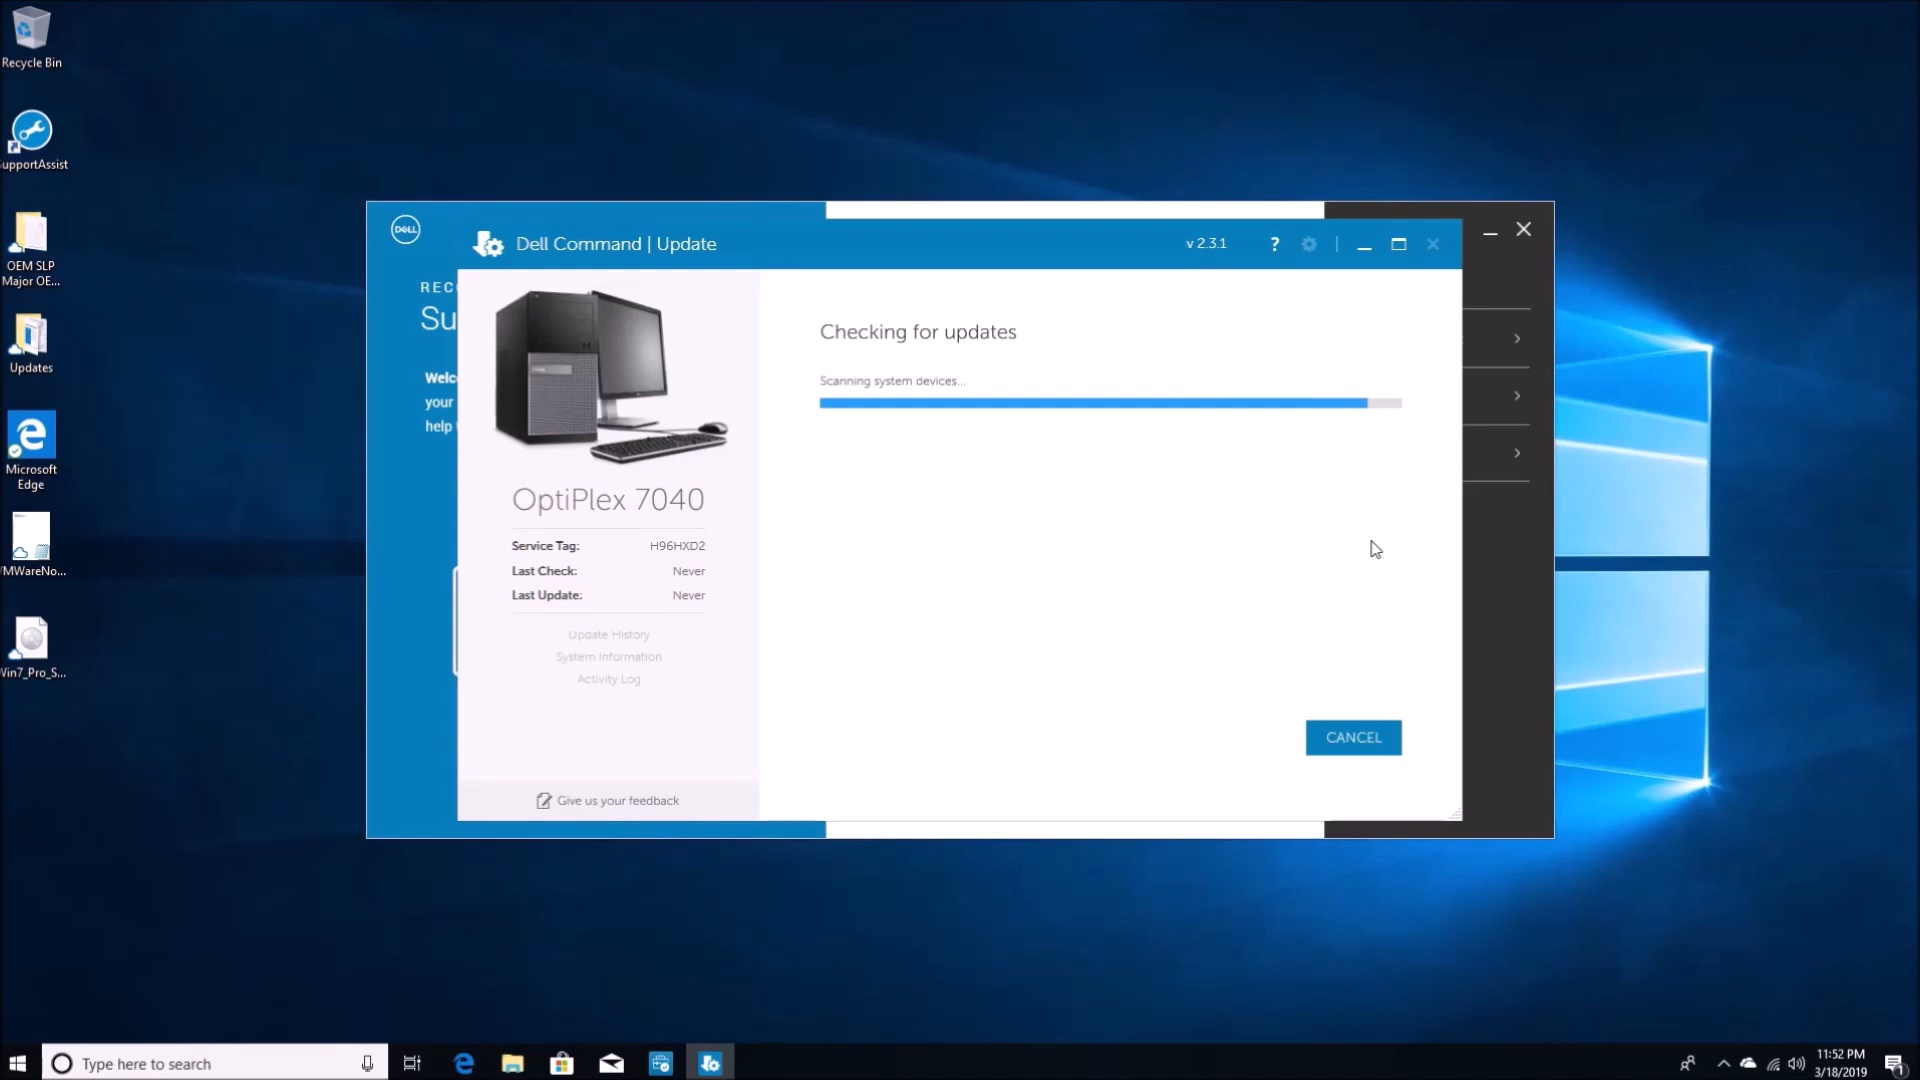 Recycle Bin
upportAssist
OEM SLP
Major OE...
Updates
Microsoft
Edge
MWareNo...
Win7_Pro_S...
DELL
REC
Su
Welc
your
help
Dell Command | Update
v 2.3.1
?
OptiPlex 7040
Service Tag: H96HXD2
Last Check: Never
Last Update: Never
Update History
System Information
Activity Log
Give us your feedback
Checking for updates
Scanning system devices...
CANCEL
Type here to search
11:52 PM
3/18/2019
1